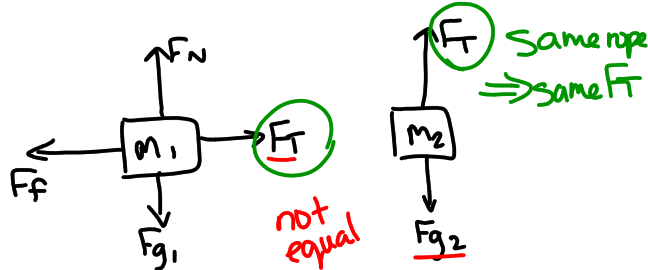 FN
FT
same rope
⇒ same FT
m1
FT
m2
Ff
Fg1
not
equal
Fg2